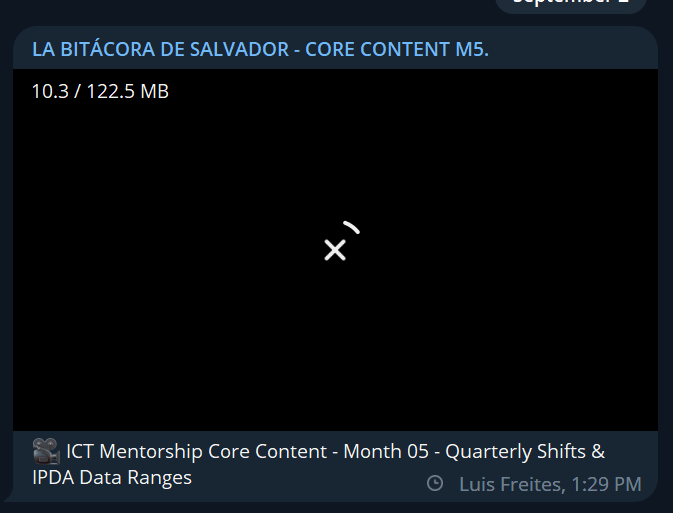 September 2
LA BITÁCORA DE SALVADOR - CORE CONTENT M5.
10.3 / 122.5 MB
ICT Mentorship Core Content - Month 05 - Quarterly Shifts &
IPDA Data Ranges
Luis Freites, 1:29 PM